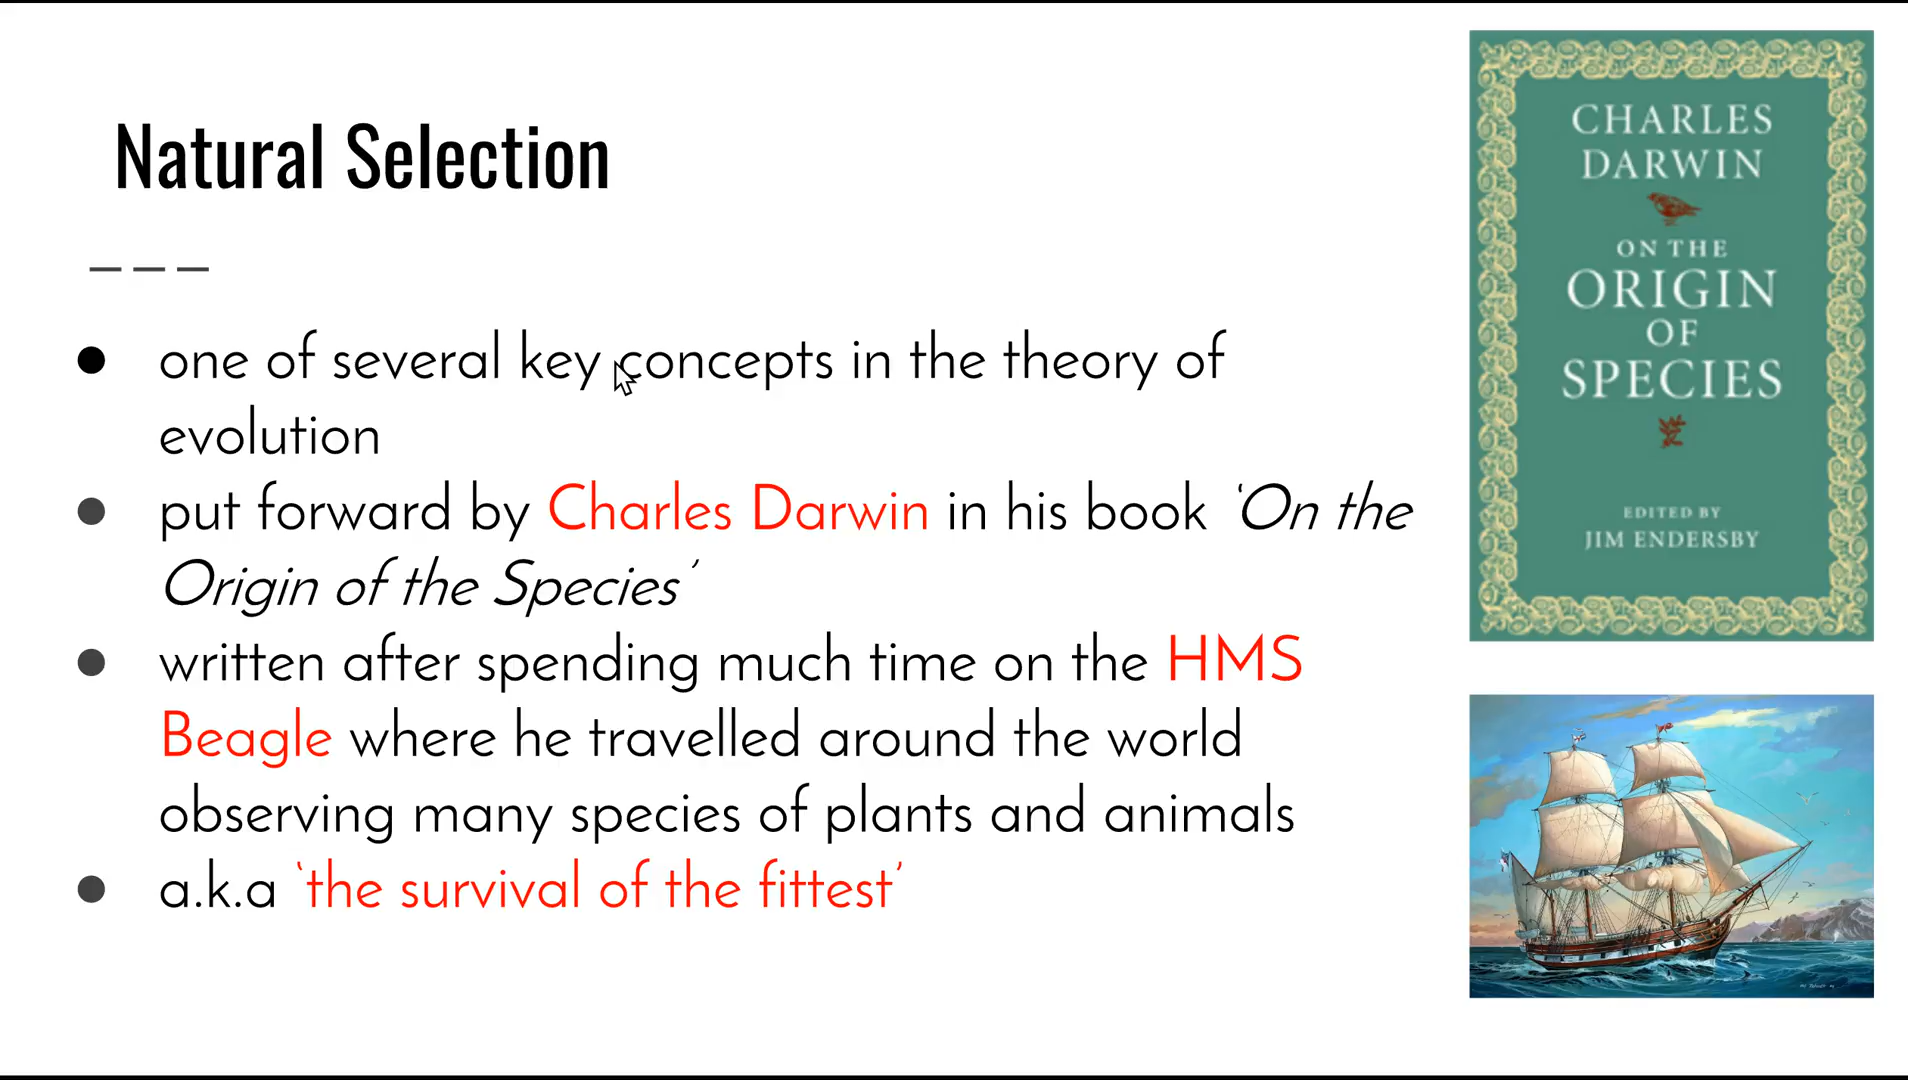 Natural Selection
● one of several key concepts in the theory of
evolution
● put forward by Charles Darwin in his book ‘On the
Origin of the Species’
● written after spending much time on the HMS
Beagle where he travelled around the world
observing many species of plants and animals
● a.k.a ‘the survival of the fittest’
CHARLES
DARWIN
ON THE
ORIGIN
OF
SPECIES
EDITED BY
JIM ENDERSBY